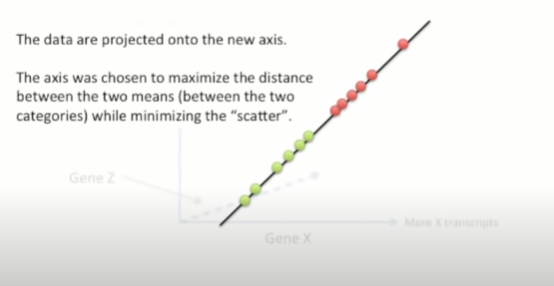 The data are projected onto the new axis.
The axis was chosen to maximize the distance
between the two means (between the two
categories) while minimizing the “scatter”.
Gene Z
More X transcripts
Gene X